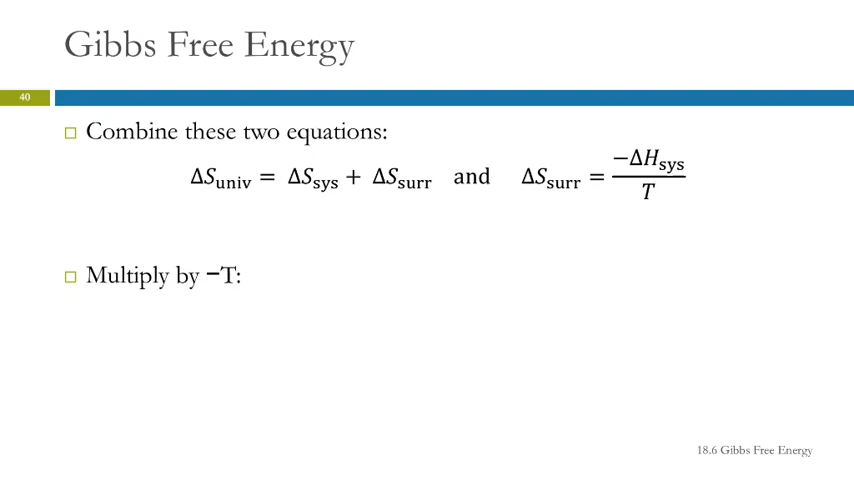 Gibbs Free Energy
40
Combine these two equations:
ΔS_univ = ΔS_sys + ΔS_surr and ΔS_surr = −ΔH_sys / T
Multiply by −T:
18.6 Gibbs Free Energy